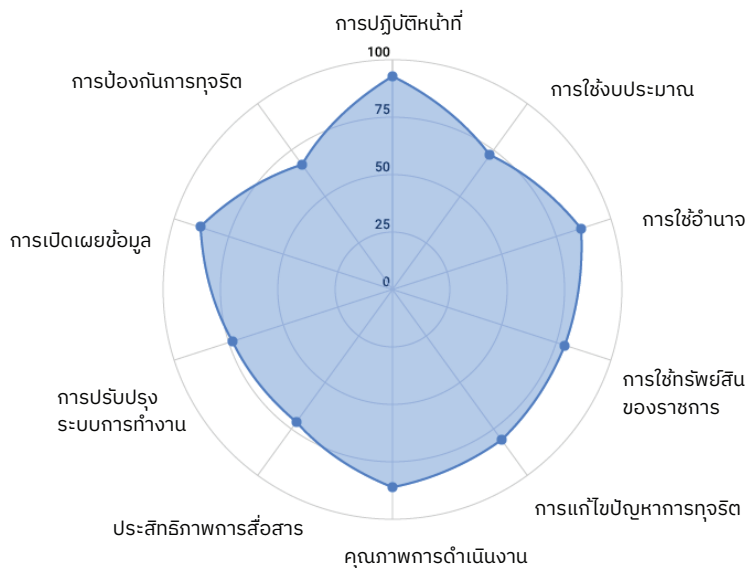 การปฏิบัติหน้าที่
100
การป้องกันการทุจริต
การใช้งบประมาณ
75
50
การใช้อำนาจ
25
การเปิดเผยข้อมูล
0
การใช้ทรัพย์สิน
ของราชการ
การปรับปรุง
ระบบการทำงาน
การแก้ไขปัญหาการทุจริต
ประสิทธิภาพการสื่อสาร
คุณภาพการดำเนินงาน